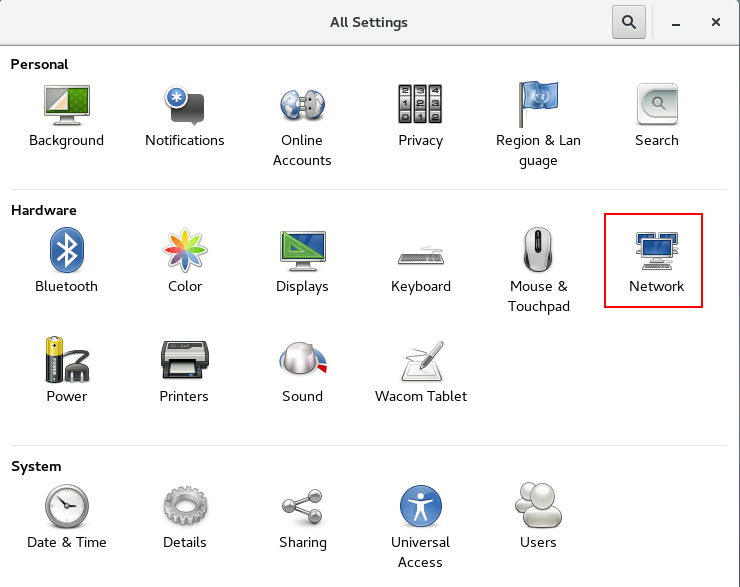 All Settings
Personal
Background
Notifications
Online
Accounts
Privacy
Region & Lan
guage
Search
Hardware
Bluetooth
Color
Displays
Keyboard
Mouse &
Touchpad
Network
Power
Printers
Sound
Wacom Tablet
System
Date & Time
Details
Sharing
Universal
Access
Users